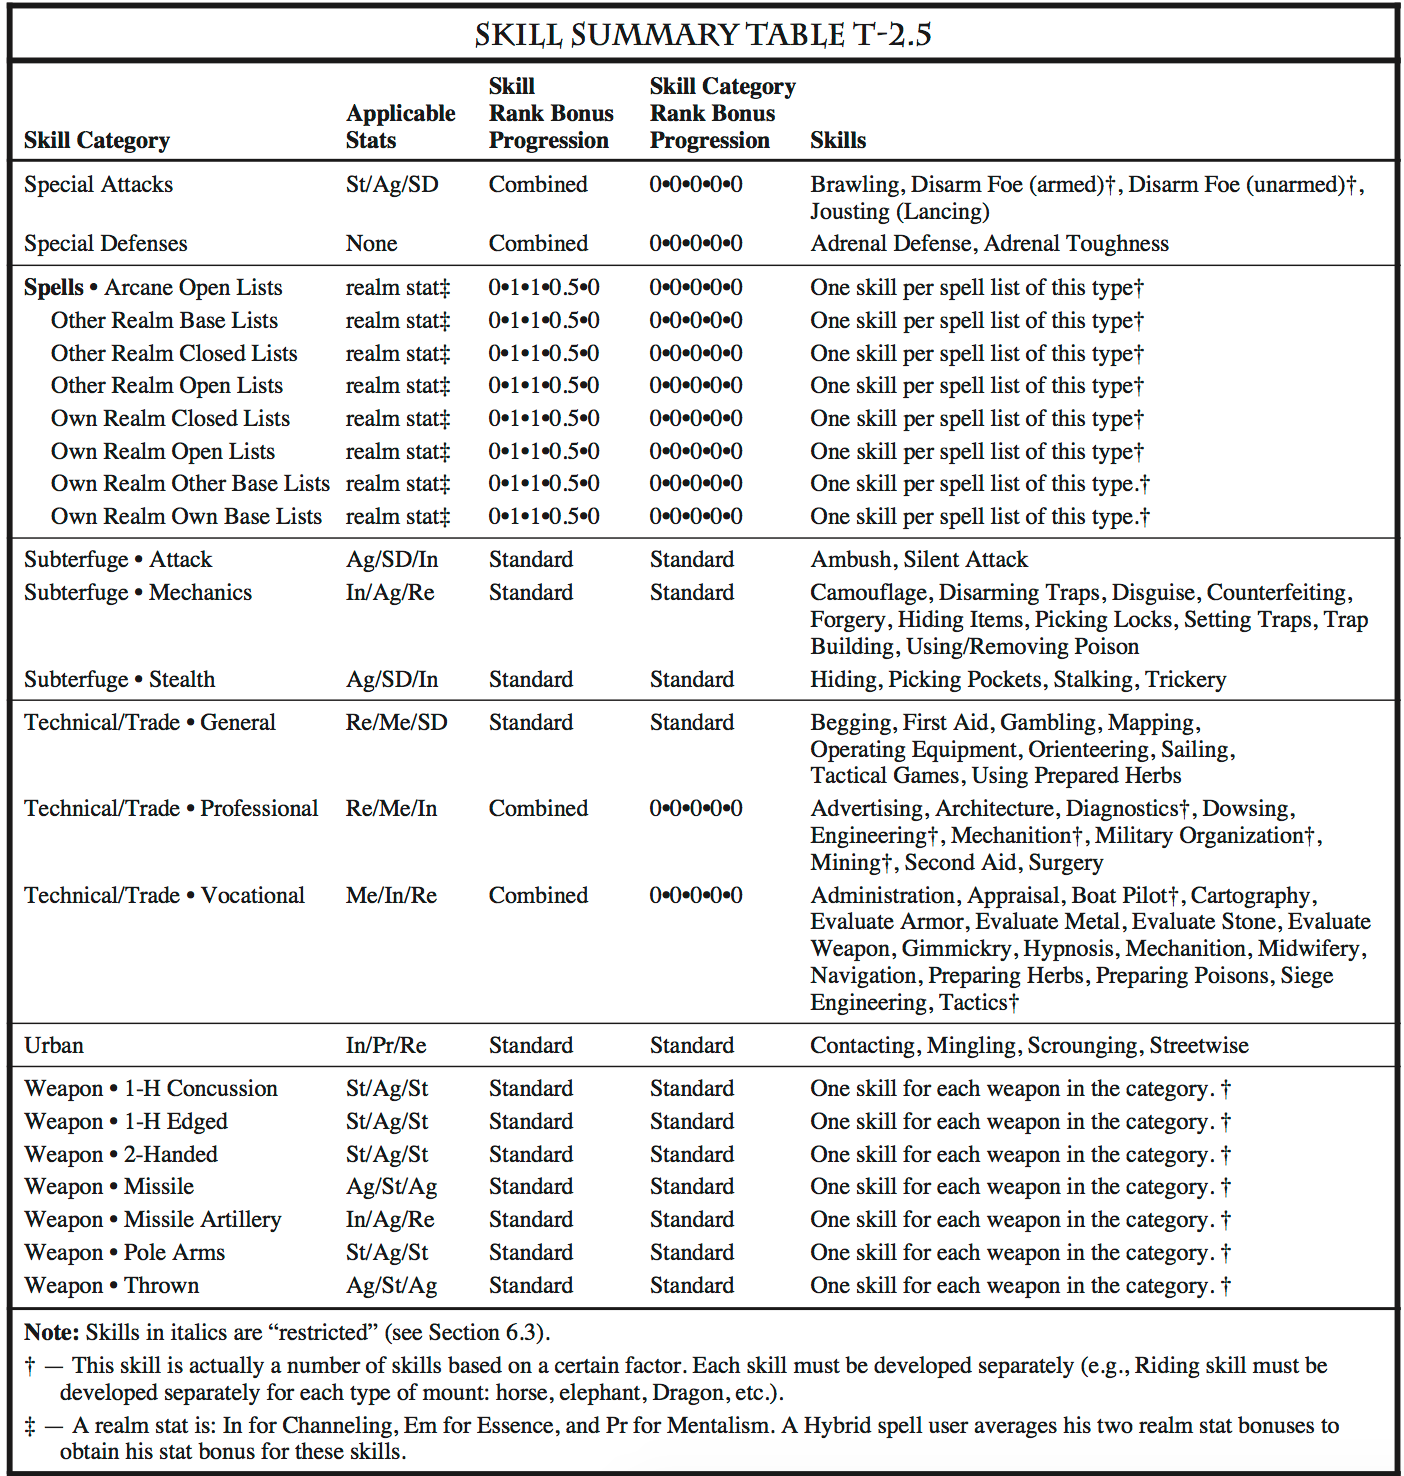 SKILL SUMMARY TABLE T-2.5
Skill Category Applicable Stats Skill Rank Bonus Progression Skill Category Rank Bonus Progression Skills
Special Attacks St/Ag/SD Combined 0•0•0•0•0 Brawling, Disarm Foe (armed)†, Disarm Foe (unarmed)†,
Jousting (Lancing)
Special Defenses None Combined 0•0•0•0•0 Adrenal Defense, Adrenal Toughness
Spells • Arcane Open Lists realm stat‡ 0•1•1•0.5•0 0•0•0•0•0 One skill per spell list of this type†
Other Realm Base Lists realm stat‡ 0•1•1•0.5•0 0•0•0•0•0 One skill per spell list of this type†
Other Realm Closed Lists realm stat‡ 0•1•1•0.5•0 0•0•0•0•0 One skill per spell list of this type†
Other Realm Open Lists realm stat‡ 0•1•1•0.5•0 0•0•0•0•0 One skill per spell list of this type†
Own Realm Closed Lists realm stat‡ 0•1•1•0.5•0 0•0•0•0•0 One skill per spell list of this type†
Own Realm Open Lists realm stat‡ 0•1•1•0.5•0 0•0•0•0•0 One skill per spell list of this type†
Own Realm Other Base Lists realm stat‡ 0•1•1•0.5•0 0•0•0•0•0 One skill per spell list of this type.†
Own Realm Own Base Lists realm stat‡ 0•1•1•0.5•0 0•0•0•0•0 One skill per spell list of this type.†
Subterfuge • Attack Ag/SD/In Standard Standard Ambush, Silent Attack
Subterfuge • Mechanics In/Ag/Re Standard Standard Camouflage, Disarming Traps, Disguise, Counterfeiting,
Forgery, Hiding Items, Picking Locks, Setting Traps, Trap
Building, Using/Removing Poison
Subterfuge • Stealth Ag/SD/In Standard Standard Hiding, Picking Pockets, Stalking, Trickery
Technical/Trade • General Re/Me/SD Standard Standard Begging, First Aid, Gambling, Mapping,
Operating Equipment, Orienteering, Sailing,
Tactical Games, Using Prepared Herbs
Technical/Trade • Professional Re/Me/In Combined 0•0•0•0•0 Advertising, Architecture, Diagnostics†, Dowsing,
Engineering†, Mechanition†, Military Organization†,
Mining†, Second Aid, Surgery
Technical/Trade • Vocational Me/In/Re Combined 0•0•0•0•0 Administration, Appraisal, Boat Pilot†, Cartography,
Evaluate Armor, Evaluate Metal, Evaluate Stone, Evaluate
Weapon, Gimmickry, Hypnosis, Mechanition, Midwifery,
Navigation, Preparing Herbs, Preparing Poisons, Siege
Engineering, Tactics†
Urban In/Pr/Re Standard Standard Contacting, Mingling, Scrounging, Streetwise
Weapon • 1-H Concussion St/Ag/St Standard Standard One skill for each weapon in the category. †
Weapon • 1-H Edged St/Ag/St Standard Standard One skill for each weapon in the category. †
Weapon • 2-Handed St/Ag/St Standard Standard One skill for each weapon in the category. †
Weapon • Missile Ag/St/Ag Standard Standard One skill for each weapon in the category. †
Weapon • Missile Artillery In/Ag/Re Standard Standard One skill for each weapon in the category. †
Weapon • Pole Arms St/Ag/St Standard Standard One skill for each weapon in the category. †
Weapon • Thrown Ag/St/Ag Standard Standard One skill for each weapon in the category. †
Note: Skills in italics are “restricted” (see Section 6.3).
† — This skill is actually a number of skills based on a certain factor. Each skill must be developed separately (e.g., Riding skill must be
developed separately for each type of mount: horse, elephant, Dragon, etc.).
‡ — A realm stat is: In for Channeling, Em for Essence, and Pr for Mentalism. A Hybrid spell user averages his two realm stat bonuses to
obtain his stat bonus for these skills.